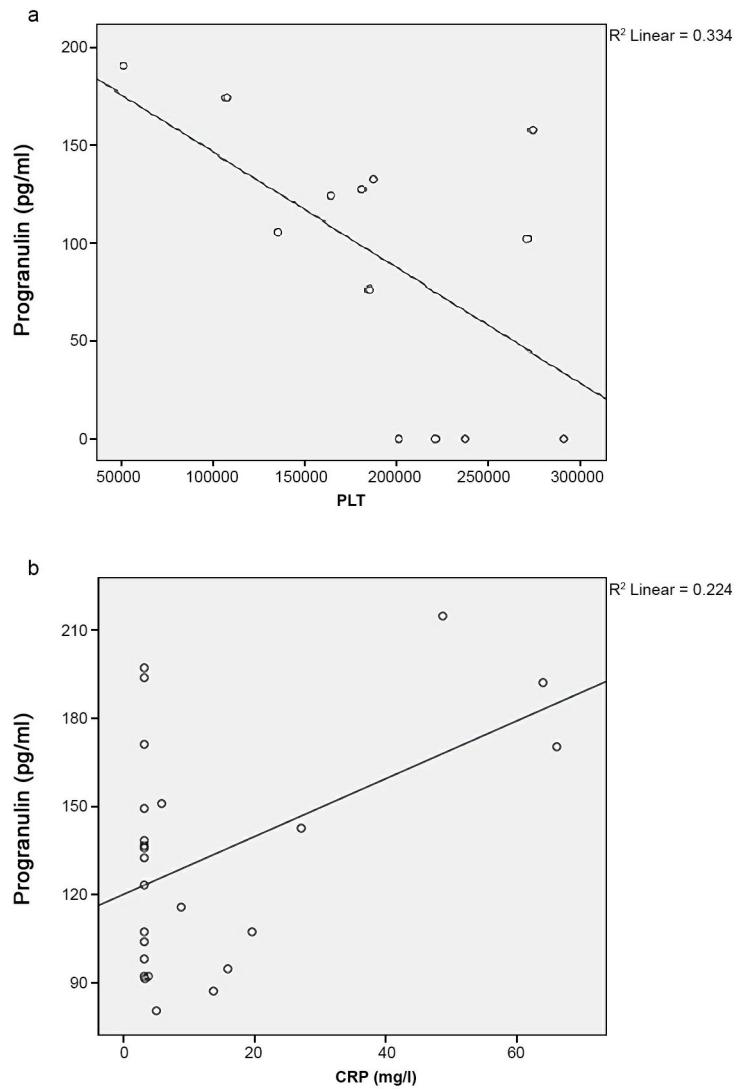 a
R² Linear = 0.334
200
150
100
50
0
Progranulin (pg/ml)
50000 100000 150000 200000 250000 300000
PLT
b
R² Linear = 0.224
210
180
150
120
90
Progranulin (pg/ml)
0 20 40 60
CRP (mg/l)